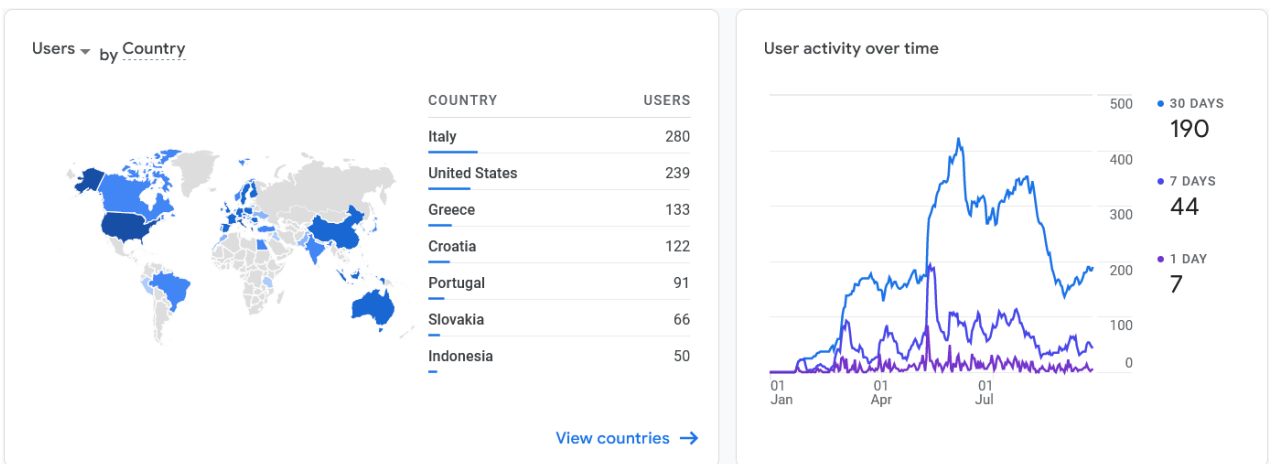 Users by Country
COUNTRY USERS
Italy 280
United States 239
Greece 133
Croatia 122
Portugal 91
Slovakia 66
Indonesia 50
View countries
User activity over time
500
400
300
200
100
0
01 Jan
01 Apr
01 Jul
30 DAYS
190
7 DAYS
44
1 DAY
7